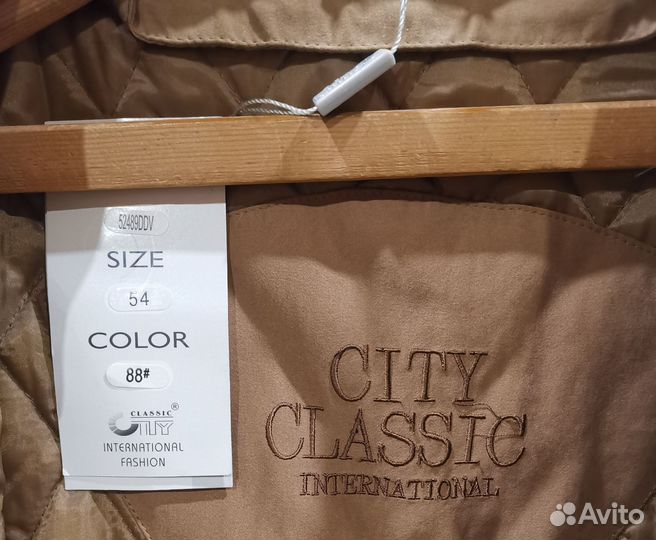 52489DDV
SIZE
54
COLOR
88#
CLASSIC ®
CITY
INTERNATIONAL
FASHION
CITY
CLASSIC
INTERNATIONAL
Avito